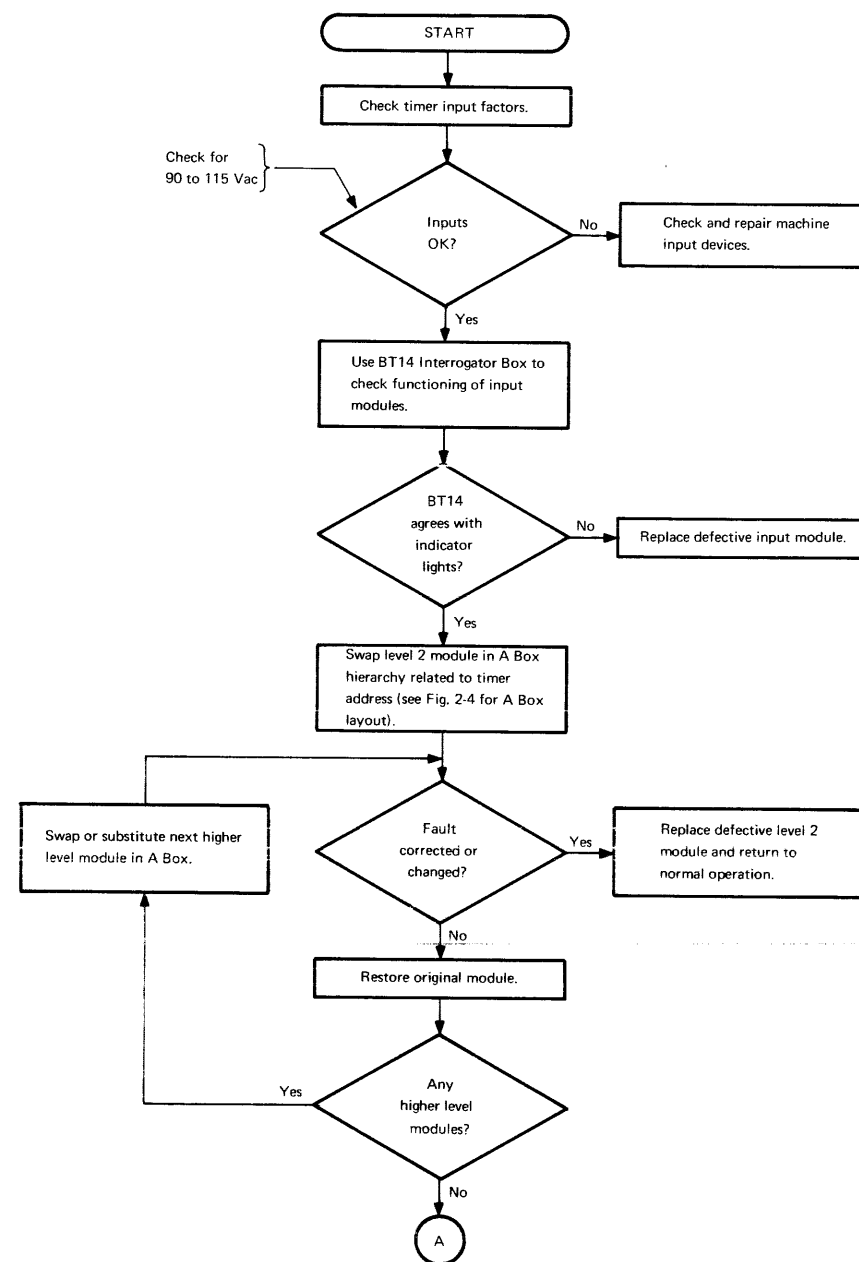 START
Check timer input factors.
Check for
90 to 115 Vac
Inputs
OK?
No
Check and repair machine
input devices.
Yes
Use BT14 Interrogator Box to
check functioning of input
modules.
BT14
agrees with
indicator
lights?
No
Replace defective input module.
Yes
Swap level 2 module in A Box
hierarchy related to timer
address (see Fig. 2-4 for A Box
layout).
Swap or substitute next higher
level module in A Box.
Fault
corrected or
changed?
Yes
Replace defective level 2
module and return to
normal operation.
No
Restore original module.
Any
higher level
modules?
Yes
No
A